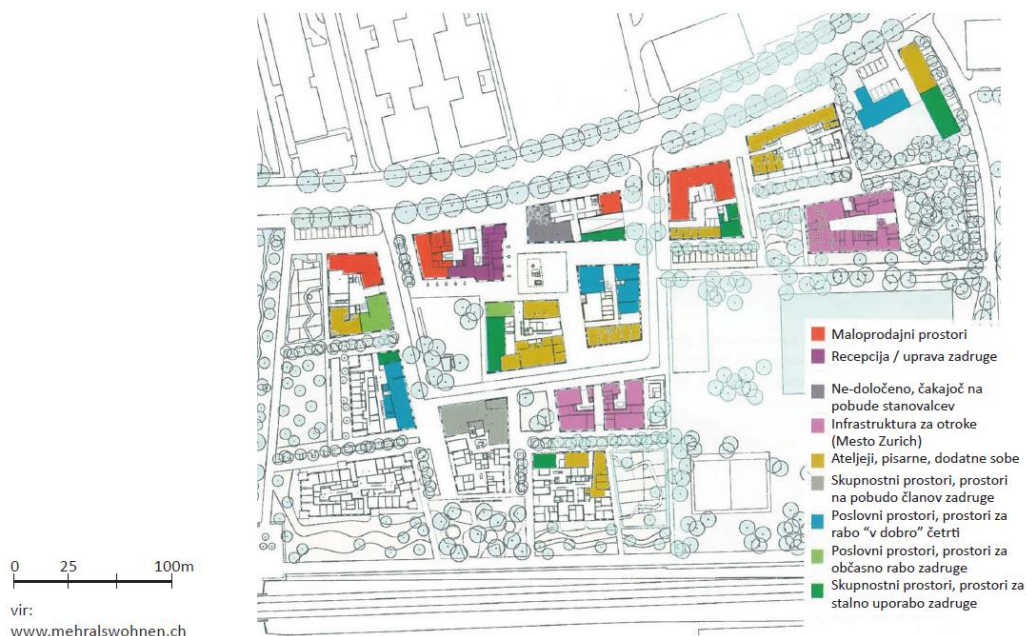 Maloprodajni prostori
Recepcija / uprava zadruge
Ne-določeno, čakajoč na
pobude stanovalcev
Infrastruktura za otroke
(Mesto Zurich)
Ateljeji, pisarne, dodatne sobe
Skupnostni prostori, prostori
na pobudo članov zadruge
Poslovni prostori, prostori za
rabo "v dobro" četrti
Poslovni prostori, prostori za
občasno rabo zadruge
Skupnostni prostori, prostori za
stalno uporabo zadruge
0 25 100m
vir:
www.mehralswohnen.ch